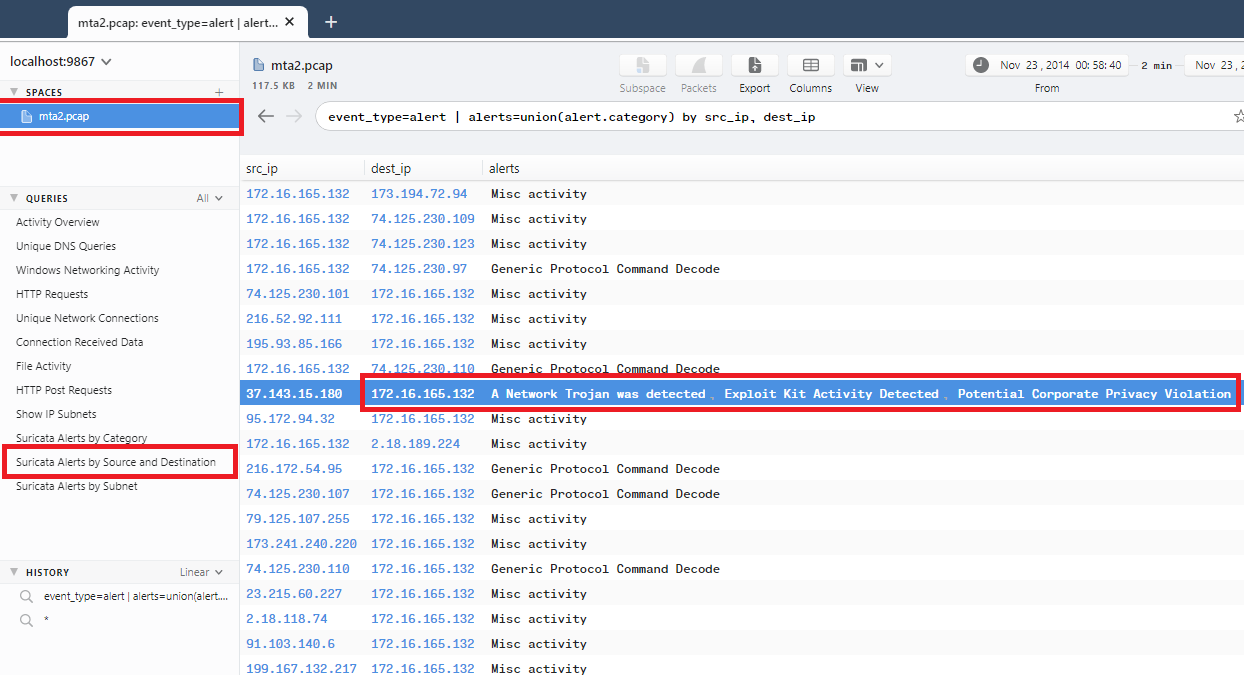 mta2.pcap: event_type=alert | alert... ✕ +
localhost:9867
SPACES +
mta2.pcap
QUERIES All
Activity Overview
Unique DNS Queries
Windows Networking Activity
HTTP Requests
Unique Network Connections
Connection Received Data
File Activity
HTTP Post Requests
Show IP Subnets
Suricata Alerts by Category
Suricata Alerts by Source and Destination
Suricata Alerts by Subnet
HISTORY Linear
event_type=alert | alerts=union(alert....
*
mta2.pcap
117.5 KB 2 MIN
Subspace Packets Export Columns View
Nov 23 , 2014 00: 58: 40 2 min Nov 23 , 2
From
event_type=alert | alerts=union(alert.category) by src_ip, dest_ip
src_ip dest_ip alerts
172.16.165.132 173.194.72.94 Misc activity
172.16.165.132 74.125.230.109 Misc activity
172.16.165.132 74.125.230.123 Misc activity
172.16.165.132 74.125.230.97 Generic Protocol Command Decode
74.125.230.101 172.16.165.132 Misc activity
216.52.92.111 172.16.165.132 Misc activity
195.93.85.166 172.16.165.132 Misc activity
172.16.165.132 74.125.230.110 Generic Protocol Command Decode
37.143.15.180 172.16.165.132 A Network Trojan was detected, Exploit Kit Activity Detected, Potential Corporate Privacy Violation
95.172.94.32 172.16.165.132 Misc activity
172.16.165.132 2.18.189.224 Misc activity
216.172.54.95 172.16.165.132 Generic Protocol Command Decode
74.125.230.107 172.16.165.132 Generic Protocol Command Decode
79.125.107.255 172.16.165.132 Misc activity
173.241.240.220 172.16.165.132 Misc activity
74.125.230.110 172.16.165.132 Generic Protocol Command Decode
23.215.60.227 172.16.165.132 Misc activity
2.18.118.74 172.16.165.132 Misc activity
91.103.140.6 172.16.165.132 Misc activity
199.167.132.217 172.16.165.132 Misc activity